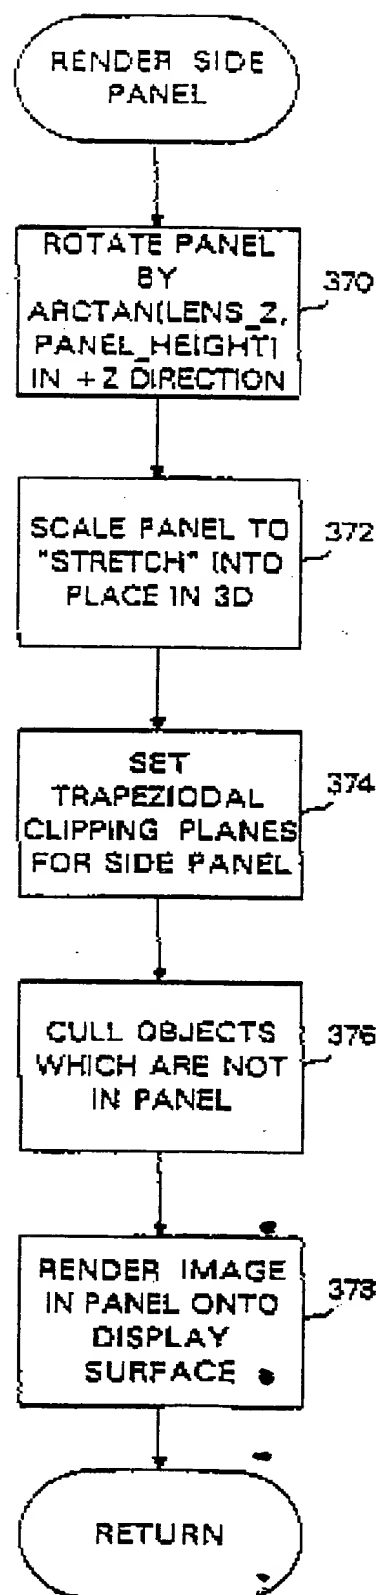 RENDER SIDE
PANEL
ROTATE PANEL
BY
ARCTAN(LENS_Z,
PANEL_HEIGHT)
IN +Z DIRECTION
370
SCALE PANEL TO
"STRETCH" INTO
PLACE IN 3D
372
SET
TRAPEZIODAL
CLIPPING PLANES
FOR SIDE PANEL
374
CULL OBJECTS
WHICH ARE NOT
IN PANEL
376
RENDER IMAGE
IN PANEL ONTO
DISPLAY
SURFACE
378
RETURN